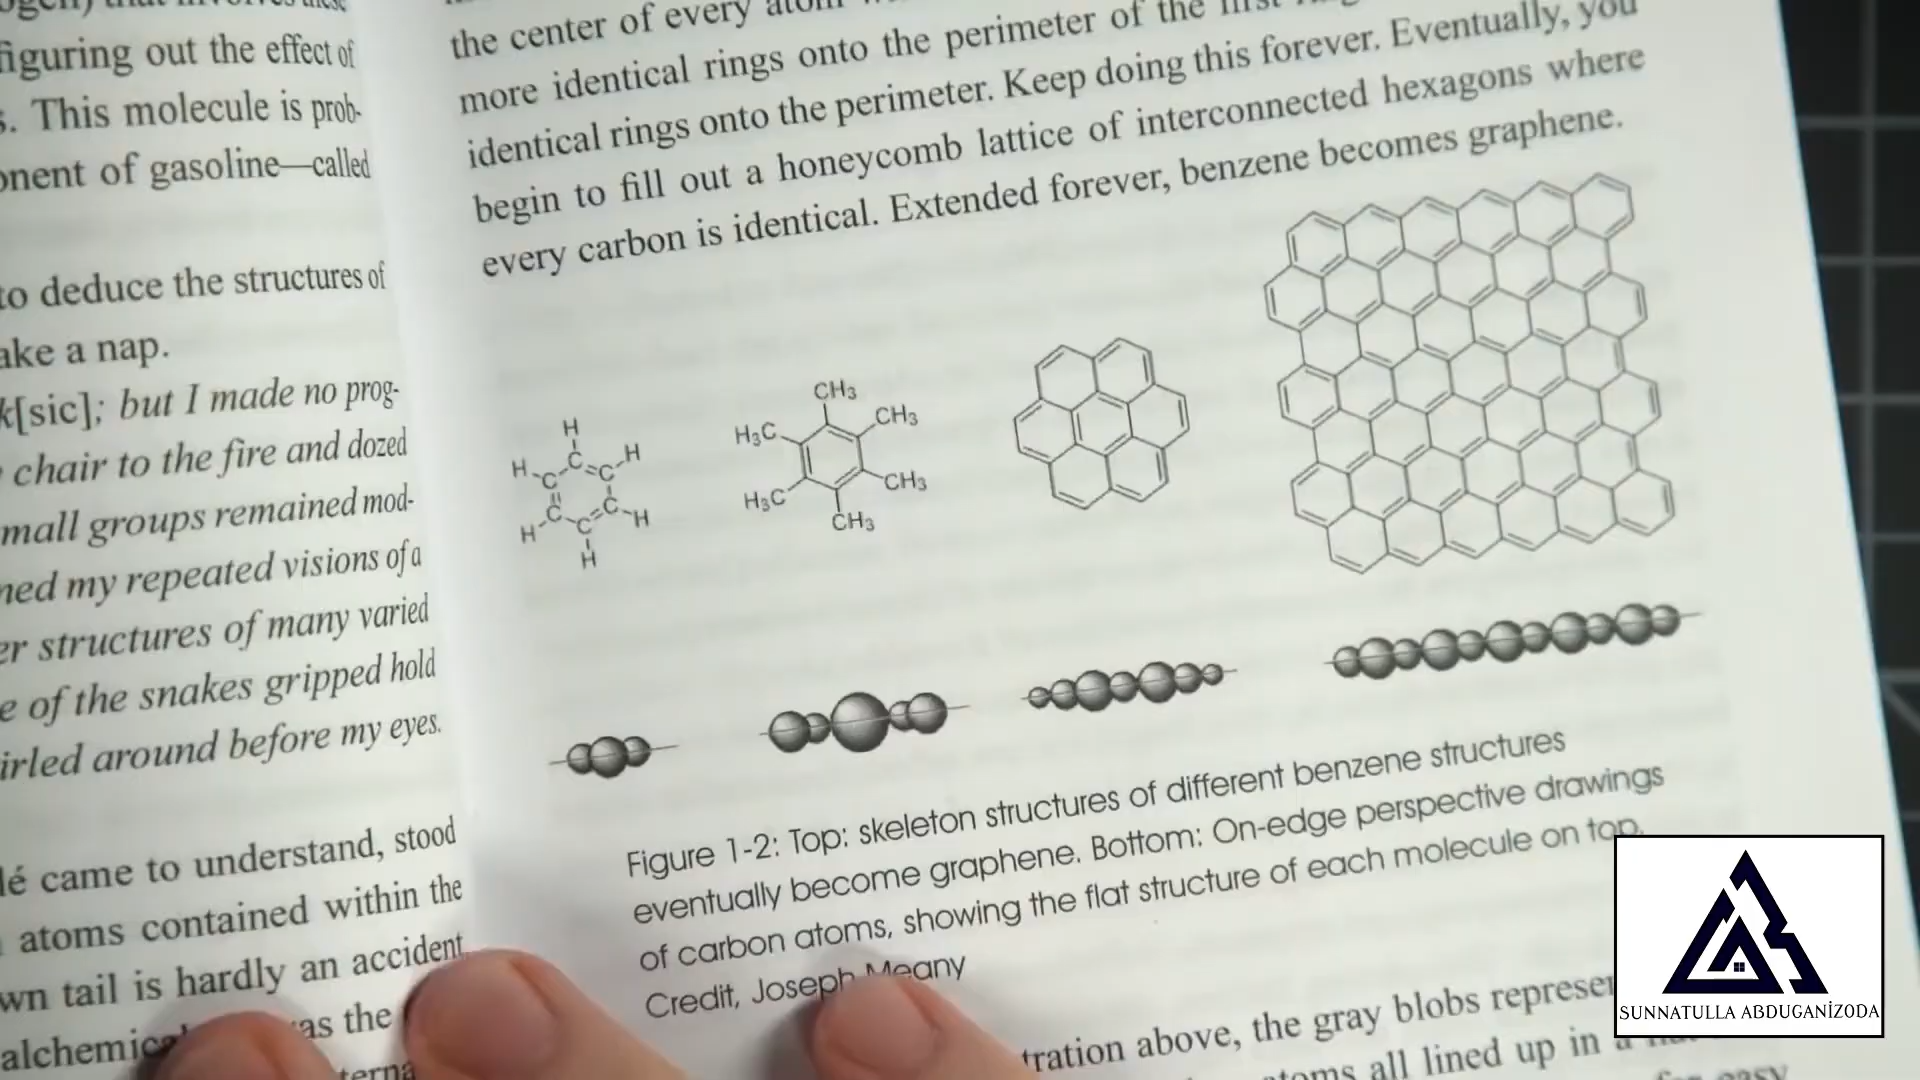 figuring out the effect of
s. This molecule is prob-
onent of gasoline—called
to deduce the structures of
ake a nap.
k[sic]; but I made no prog-
chair to the fire and dozed
mall groups remained mod-
ned my repeated visions of a
er structures of many varied
e of the snakes gripped hold
irled around before my eyes.
lé came to understand, stood
atoms contained within the
wn tail is hardly an accident
as the
the center of every atom
more identical rings onto the perimeter of the first
identical rings onto the perimeter. Keep doing this forever. Eventually, you
begin to fill out a honeycomb lattice of interconnected hexagons where
every carbon is identical. Extended forever, benzene becomes graphene.
H
H C C C H
H C C C H
H
CH3
H3C CH3
H3C CH3
CH3
Figure 1-2: Top: skeleton structures of different benzene structures
eventually become graphene. Bottom: On-edge perspective drawings
of carbon atoms, showing the flat structure of each molecule on top.
Credit, Joseph Meany
tration above, the gray blobs represe
atoms all lined up in a
easy
SUNNATULLA ABDUGANİZODA